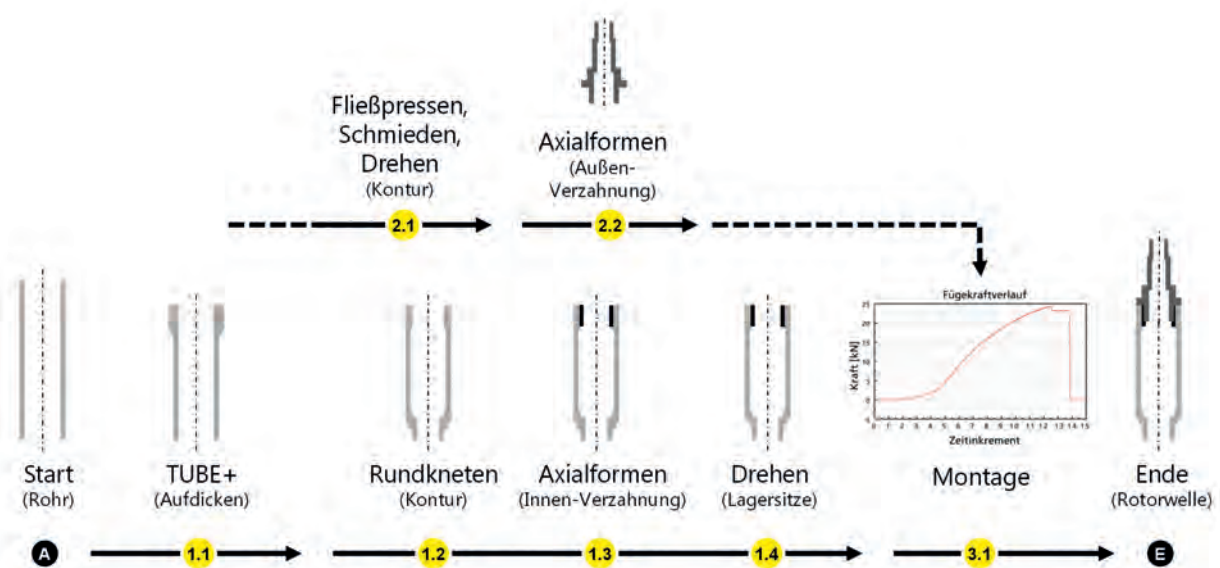 Fließpressen,
Schmieden,
Drehen
(Kontur)
Axialformen
(Außen-
Verzahnung)
2.1
2.2
Fügekraftverlauf
Kraft [kN]
25
20
15
10
5
0
-5
0 1 2 3 4 5 6 7 8 9 10 11 12 13 14 15
Zeitinkrement
Start
(Rohr)
TUBE+
(Aufdicken)
Rundkneten
(Kontur)
Axialformen
(Innen-Verzahnung)
Drehen
(Lagersitze)
Montage
Ende
(Rotorwelle)
A
1.1
1.2
1.3
1.4
3.1
E